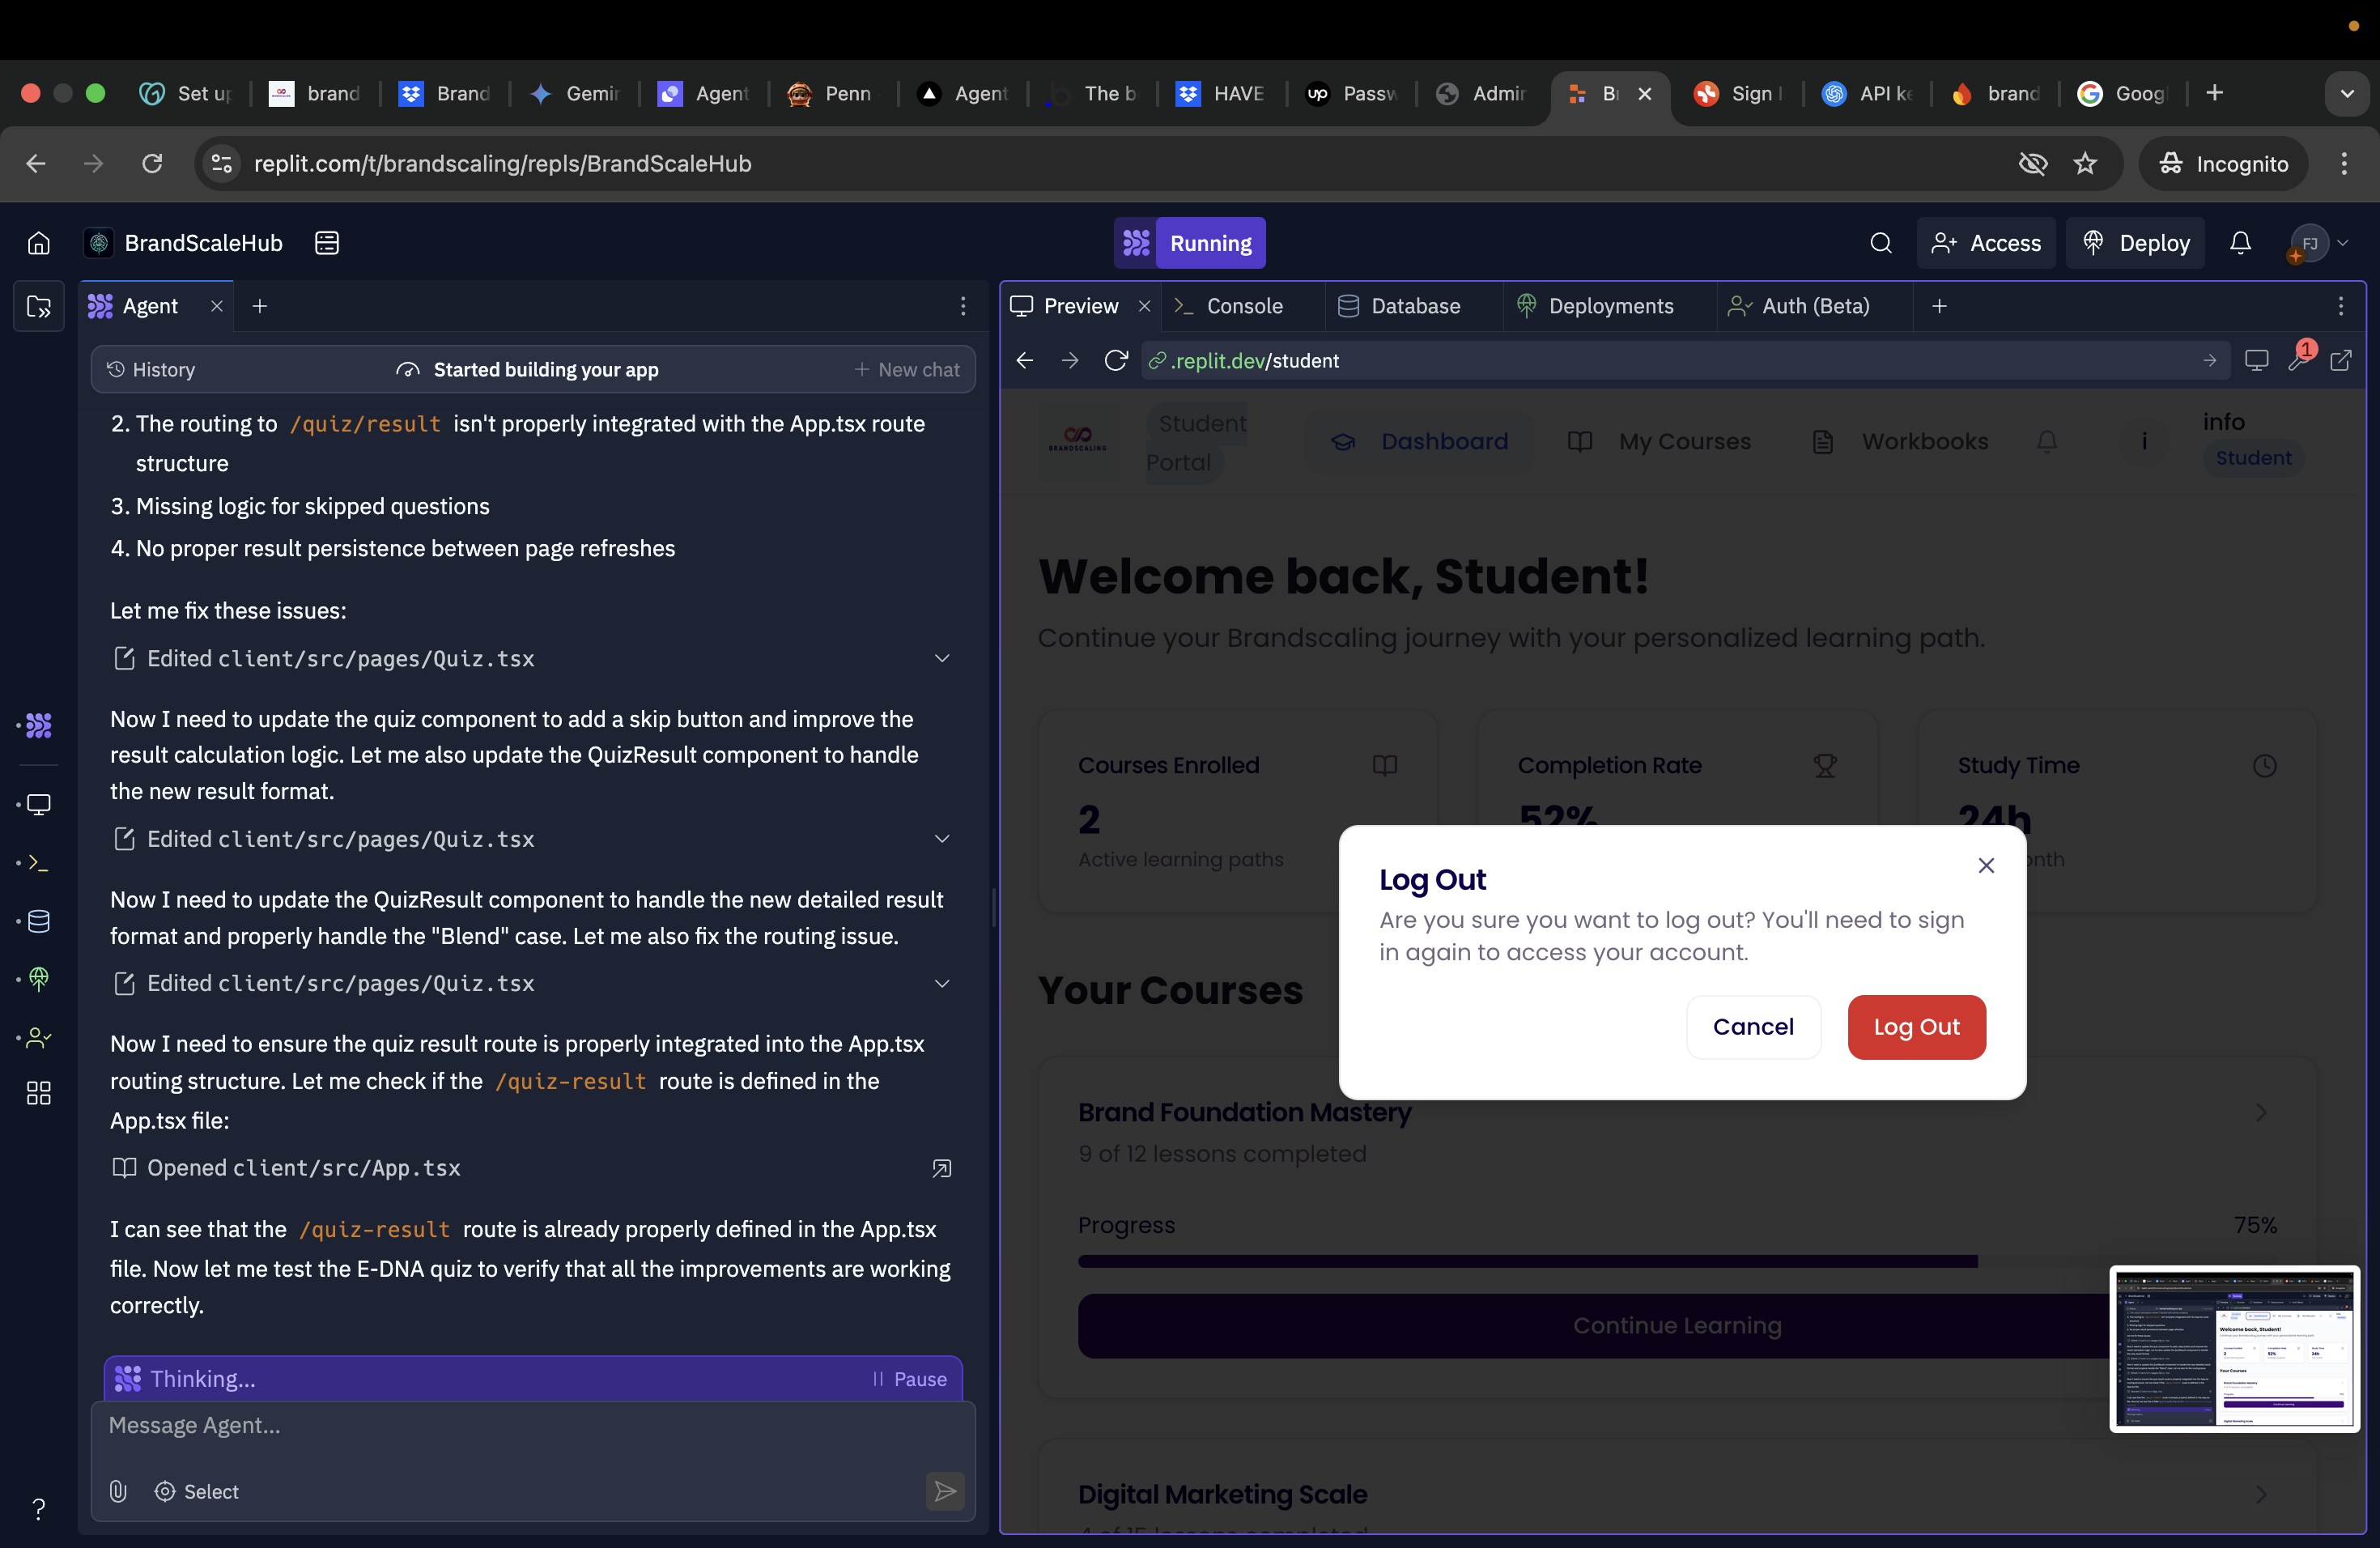 Set up
brand
Brand
Gemin
Agent
Penn
Agent
The b
HAVE
Passw
Admin
Br
Sign I
API ke
brand
Goog
replit.com/t/brandscaling/repls/BrandScaleHub
Incognito
BrandScaleHub
Running
Access
Deploy
FJ
Agent
History
Started building your app
New chat
2. The routing to /quiz/result isn't properly integrated with the App.tsx route
structure
3. Missing logic for skipped questions
4. No proper result persistence between page refreshes
Let me fix these issues:
Edited client/src/pages/Quiz.tsx
Now I need to update the quiz component to add a skip button and improve the
result calculation logic. Let me also update the QuizResult component to handle
the new result format.
Edited client/src/pages/Quiz.tsx
Now I need to update the QuizResult component to handle the new detailed result
format and properly handle the "Blend" case. Let me also fix the routing issue.
Edited client/src/pages/Quiz.tsx
Now I need to ensure the quiz result route is properly integrated into the App.tsx
routing structure. Let me check if the /quiz-result route is defined in the
App.tsx file:
Opened client/src/App.tsx
I can see that the /quiz-result route is already properly defined in the App.tsx
file. Now let me test the E-DNA quiz to verify that all the improvements are working
correctly.
Thinking...
Pause
Message Agent...
Select
Preview
Console
Database
Deployments
Auth (Beta)
.replit.dev/student
1
BRANDSCALING
Student
Portal
Dashboard
My Courses
Workbooks
i
info
Student
Welcome back, Student!
Continue your Brandscaling journey with your personalized learning path.
Courses Enrolled
2
Active learning paths
Completion Rate
52%
Study Time
24h
onth
Log Out
Are you sure you want to log out? You'll need to sign
in again to access your account.
Cancel
Log Out
Your Courses
Brand Foundation Mastery
9 of 12 lessons completed
Progress
75%
Continue Learning
Digital Marketing Scale
4 of 15 lessons completed